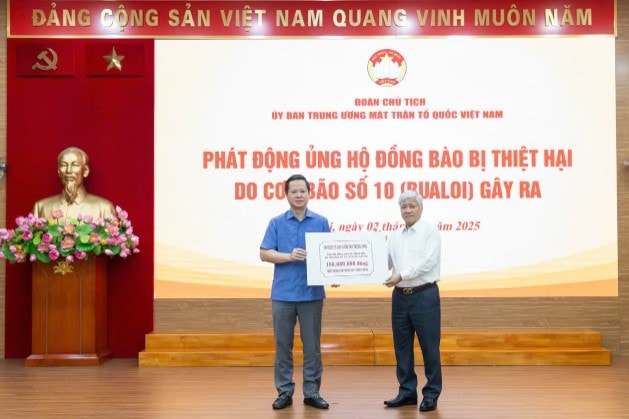 ĐẢNG CỘNG SẢN VIỆT NAM QUANG VINH MUÔN NĂM
ĐOÀN CHỦ TỊCH
ỦY BAN TRUNG ƯƠNG MẶT TRẬN TỔ QUỐC VIỆT NAM
PHÁT ĐỘNG ỦNG HỘ ĐỒNG BÀO BỊ THIỆT HẠI
DO CƠ BÃO SỐ 10 (BUALOI) GÂY RA
i, ngày 02 2025
100.000.000 đồng